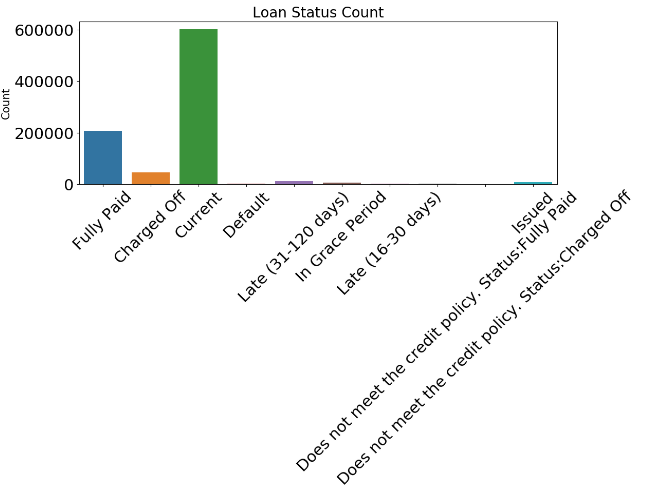 Loan Status Count
Count
600000
400000
200000
0
Fully Paid
Charged Off
Current
Default
Late (31-120 days)
In Grace Period
Late (16-30 days)
Does not meet the credit policy. Status:Fully Paid
Does not meet the credit policy. Status:Charged Off
Issued